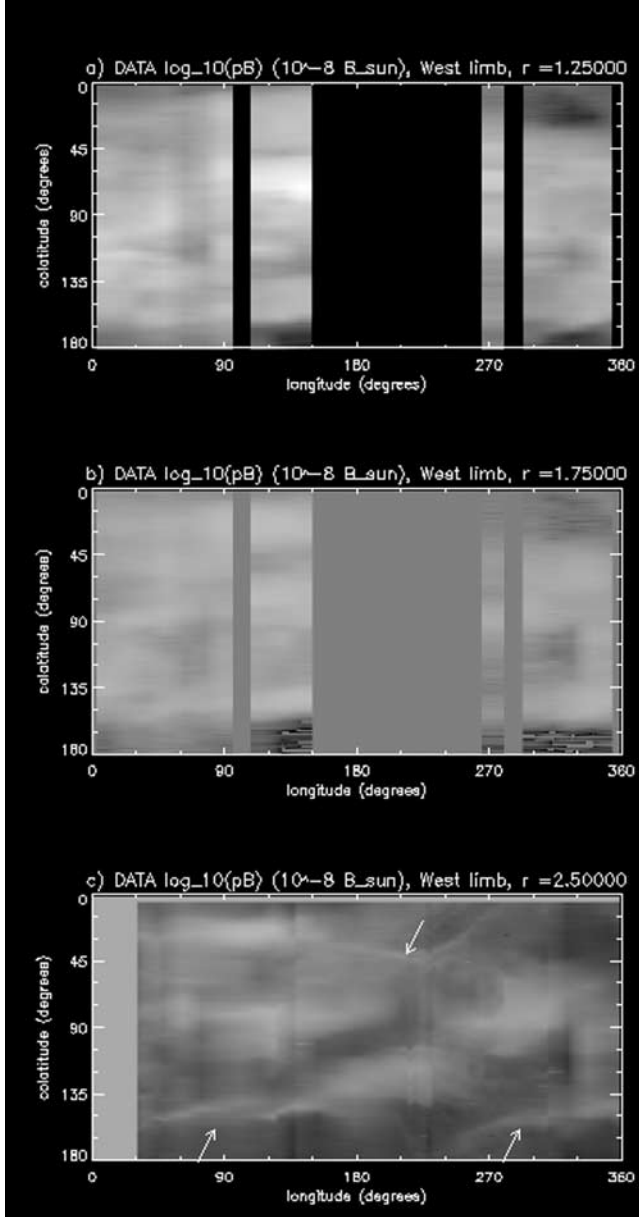 a) DATA log_10(pB) (10^-8 B_sun), West limb, r =1.25000
0
45
90
135
180
colatitude (degrees)
0 90 180 270 360
longitude (degrees)
b) DATA log_10(pB) (10^-8 B_sun), West limb, r =1.75000
0
45
90
135
180
colatitude (degrees)
0 90 180 270 360
longitude (degrees)
c) DATA log_10(pB) (10^-8 B_sun), West limb, r =2.50000
0
45
90
135
180
colatitude (degrees)
0 90 180 270 360
longitude (degrees)